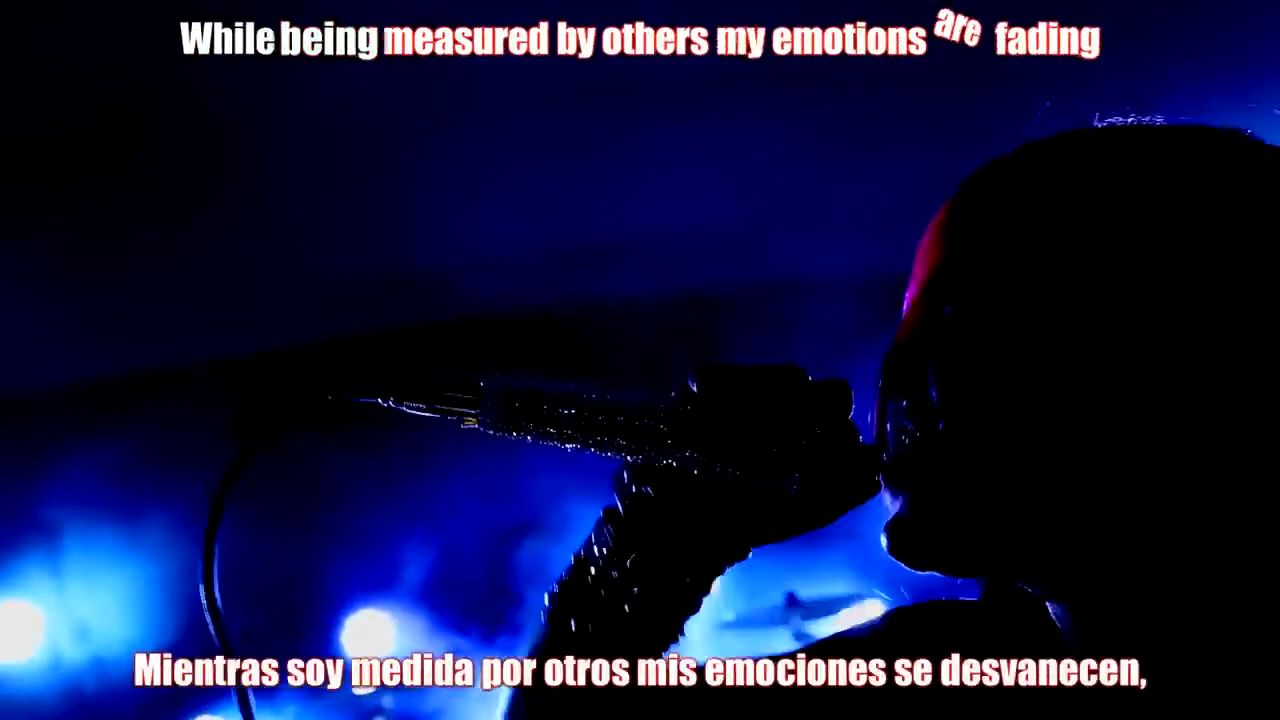 While being measured by others my emotions are fading
Mientras soy medida por otros mis emociones se desvanecen,